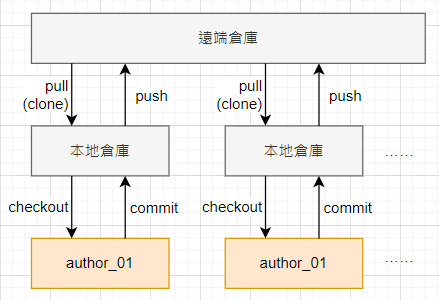 遠端倉庫
pull
(clone)
push
pull
(clone)
push
本地倉庫
本地倉庫
......
checkout
commit
checkout
commit
author_01
author_01
......